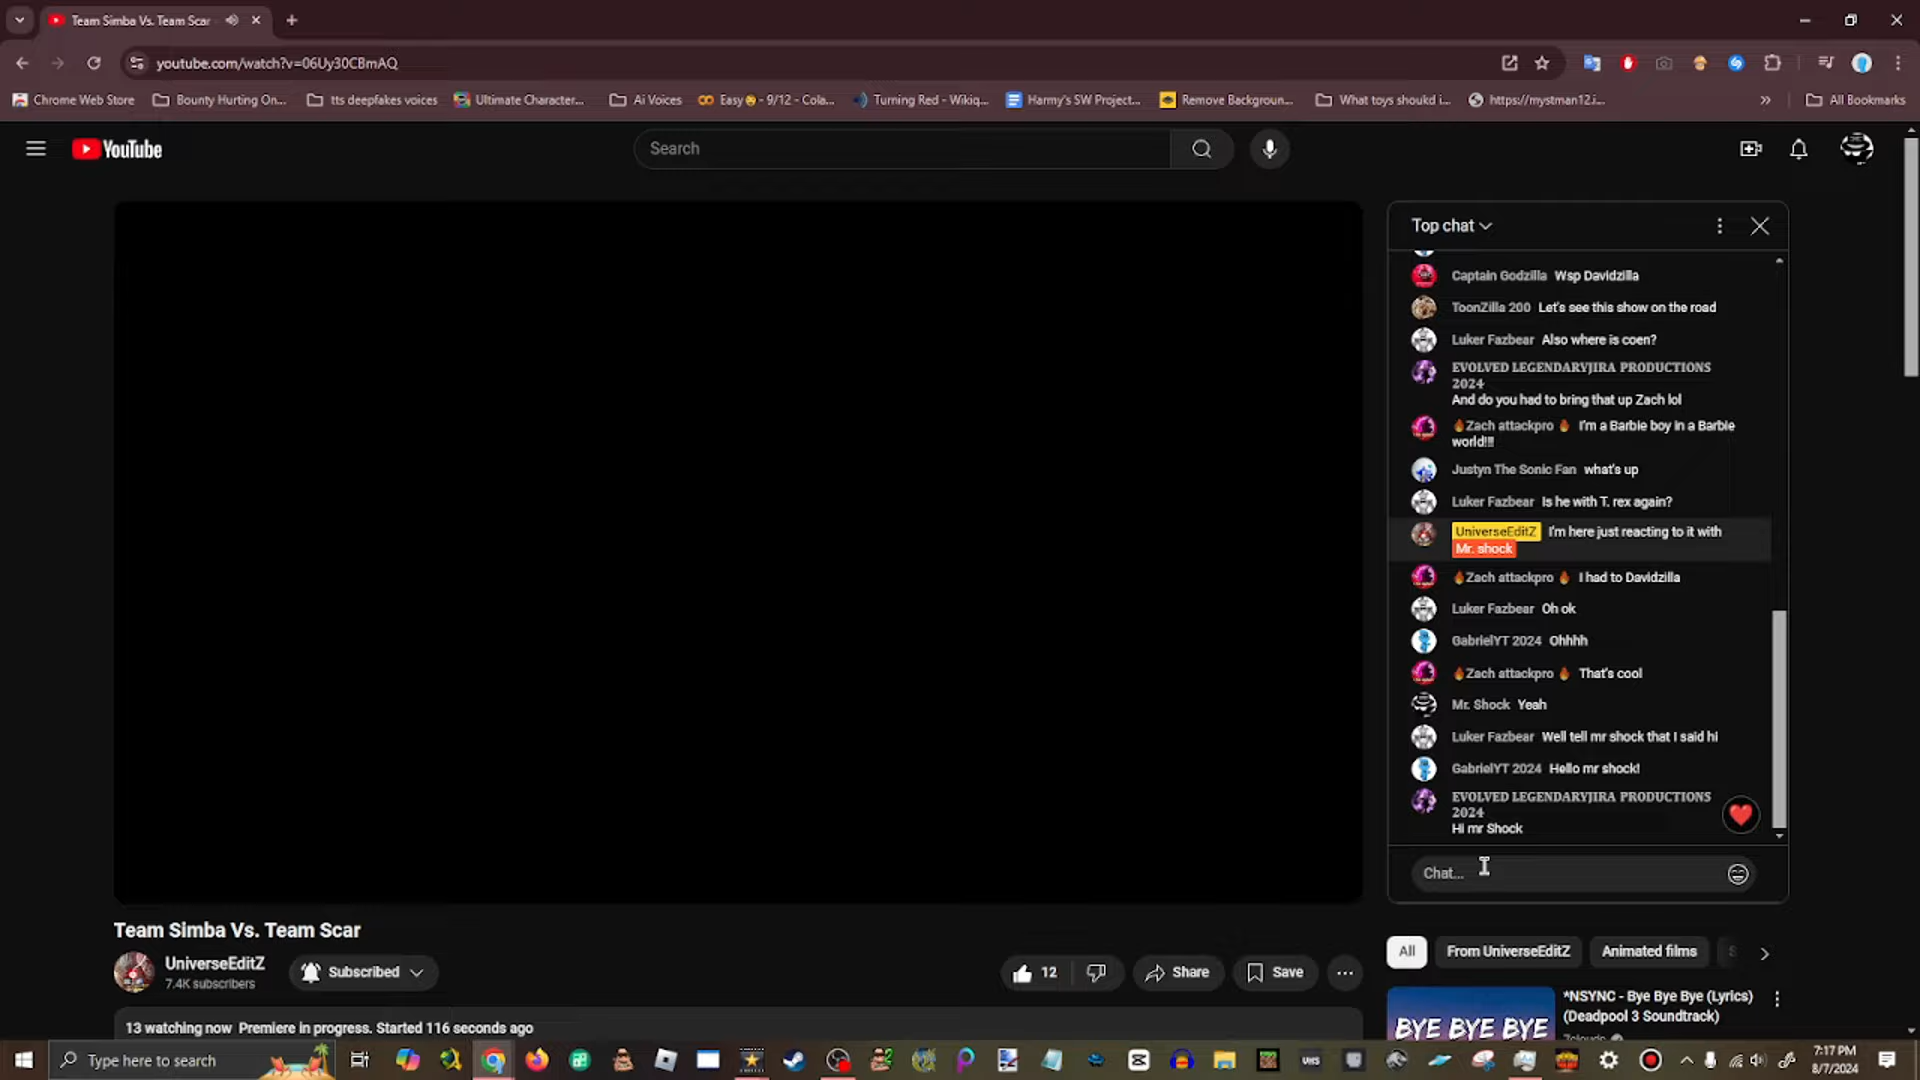 Team Simba Vs. Team Scar
youtube.com/watch?v=06Uy30CBmAQ
Chrome Web Store
Bounty Hurting On...
tts deepfakes voices
Ultimate Character...
Ai Voices
Easy - 9/12 - Cola...
Turning Red - Wikiq...
Harmy's SW Project...
Remove Backgroun...
What toys shoukd i...
https://mystman12.i...
All Bookmarks
YouTube
Search
Top chat
Captain Godzilla Wsp Davidzilla
ToonZilla 200 Let's see this show on the road
Luker Fazbear Also where is coen?
EVOLVED LEGENDARYJIRA PRODUCTIONS
2024
And do you had to bring that up Zach lol
🔥Zach attackpro 🔥 I'm a Barbie boy in a Barbie
world!!!
Justyn The Sonic Fan what's up
Luker Fazbear Is he with T. rex again?
UniverseEditZ I'm here just reacting to it with
Mr. shock
🔥Zach attackpro 🔥 I had to Davidzilla
Luker Fazbear Oh ok
GabrielYT 2024 Ohhhh
🔥Zach attackpro 🔥 That's cool
Mr. Shock Yeah
Luker Fazbear Well tell mr shock that I said hi
GabrielYT 2024 Hello mr shock!
EVOLVED LEGENDARYJIRA PRODUCTIONS
2024
Hi mr Shock
Chat...
Team Simba Vs. Team Scar
UniverseEditZ
7.4K subscribers
Subscribed
12
Share
Save
13 watching now Premiere in progress. Started 116 seconds ago
All
From UniverseEditZ
Animated films
*NSYNC - Bye Bye Bye (Lyrics)
(Deadpool 3 Soundtrack)
BYE BYE BYE
Type here to search
VHS
7:17 PM
8/7/2024